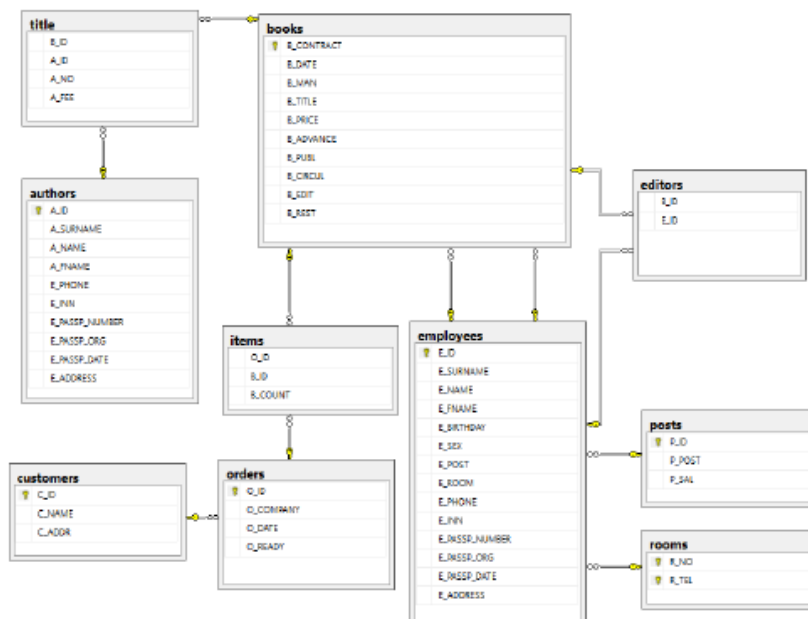 title
B_ID
A_ID
A_NO
A_FEE
books
B_CONTRACT
B_DATE
B_MAN
B_TITLE
B_PRICE
B_ADVANCE
B_PUBL
B_CIRCUL
B_EDIT
B_REST
authors
A_ID
A_SURNAME
A_NAME
A_FNAME
E_PHONE
E_INN
E_PASSP_NUMBER
E_PASSP_ORG
E_PASSP_DATE
E_ADDRESS
editors
B_ID
E_ID
items
O_ID
B_ID
B_COUNT
employees
E_ID
E_SURNAME
E_NAME
E_FNAME
E_BIRTHDAY
E_SEX
E_POST
E_ROOM
E_PHONE
E_INN
E_PASSP_NUMBER
E_PASSP_ORG
E_PASSP_DATE
E_ADDRESS
posts
P_ID
P_POST
P_SAL
customers
C_ID
C_NAME
C_ADDR
orders
O_ID
O_COMPANY
O_DATE
O_READY
rooms
R_NO
R_TEL